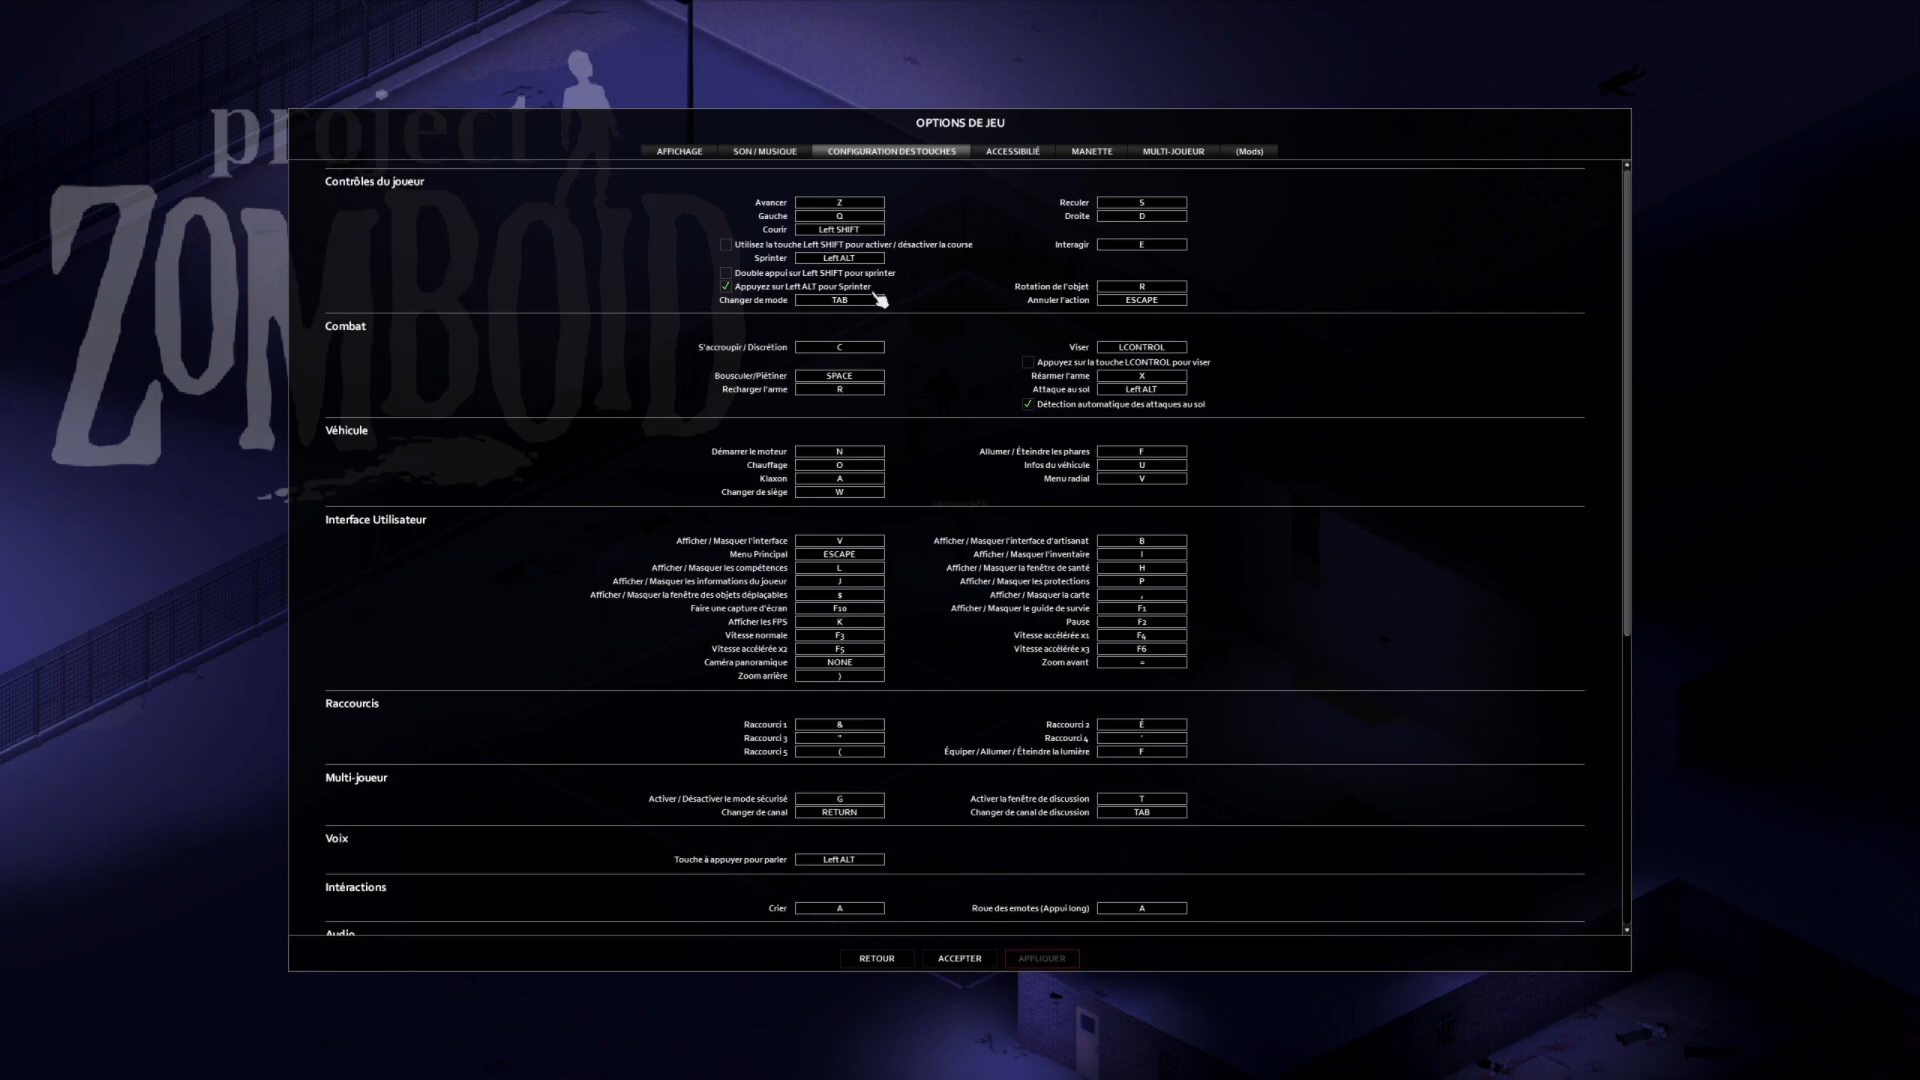 project
ZOMBOID
OPTIONS DE JEU
AFFICHAGE SON / MUSIQUE CONFIGURATION DES TOUCHES ACCESSIBILIÉ MANETTE MULTI-JOUEUR (Mods)
Contrôles du joueur
Avancer Z Reculer S
Gauche Q Droite D
Courir Left SHIFT
Utilisez la touche Left SHIFT pour activer / désactiver la course Interagir E
Sprinter Left ALT
Double appui sur Left SHIFT pour sprinter
Appuyez sur Left ALT pour Sprinter Rotation de l'objet R
Changer de mode TAB Annuler l'action ESCAPE
Combat
S'accroupir / Discrétion C Viser LCONTROL
Appuyez sur la touche LCONTROL pour viser
Bousculer/Piétiner SPACE Réarmer l'arme X
Recharger l'arme R Attaque au sol Left ALT
Détection automatique des attaques au sol
Véhicule
Démarrer le moteur N Allumer / Éteindre les phares F
Chauffage O Infos du véhicule U
Klaxon A Menu radial V
Changer de siège W
Interface Utilisateur
Afficher / Masquer l'interface V Afficher / Masquer l'interface d'artisanat B
Menu Principal ESCAPE Afficher / Masquer l'inventaire I
Afficher / Masquer les compétences L Afficher / Masquer la fenêtre de santé H
Afficher / Masquer les informations du joueur J Afficher / Masquer les protections P
Afficher / Masquer la fenêtre des objets déplaçables $ Afficher / Masquer la carte ,
Faire une capture d'écran F10 Afficher / Masquer le guide de survie F1
Afficher les FPS K Pause F2
Vitesse normale F3 Vitesse accélérée x1 F4
Vitesse accélérée x2 F5 Vitesse accélérée x3 F6
Caméra panoramique NONE Zoom avant =
Zoom arrière )
Raccourcis
Raccourci 1 & Raccourci 2 É
Raccourci 3 " Raccourci 4 '
Raccourci 5 ( Équiper / Allumer / Éteindre la lumière F
Multi-joueur
Activer / Désactiver le mode sécurisé G Activer la fenêtre de discussion T
Changer de canal RETURN Changer de canal de discussion TAB
Voix
Touche à appuyer pour parler Left ALT
Intéractions
Crier A Roue des emotes (Appui long) A
Audio
RETOUR ACCEPTER APPLIQUER